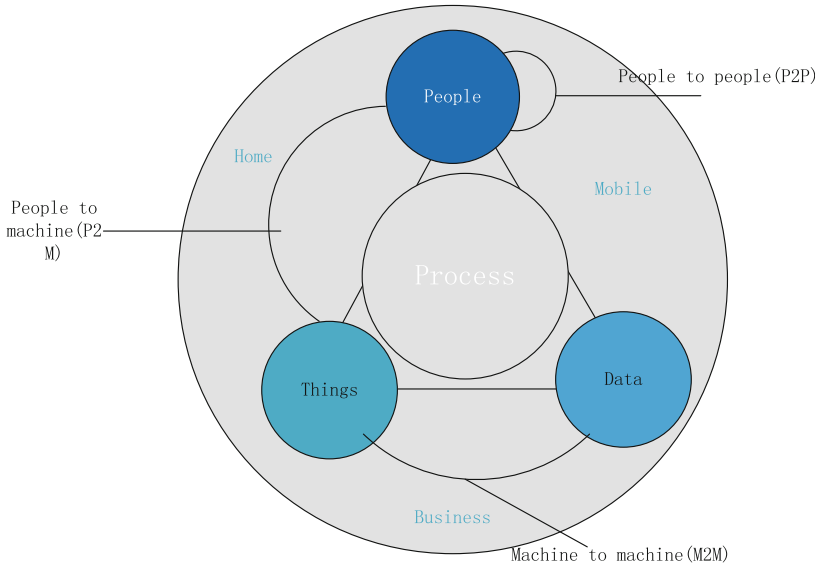 People
People to people(P2P)
Home
Mobile
People to
machine(P2
M)
Process
Things
Data
Business
Machine to machine(M2M)